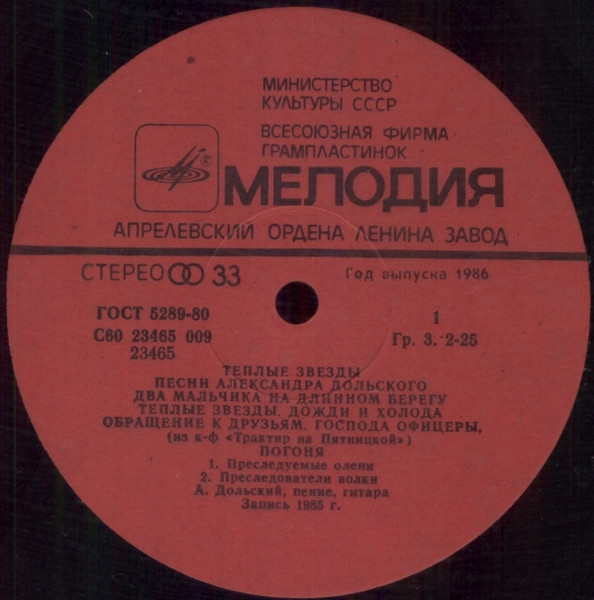 МИНИСТЕРСТВО
КУЛЬТУРЫ СССР
ВСЕСОЮЗНАЯ ФИРМА
ГРАМПЛАСТИНОК
®
МЕЛОДИЯ
АПРЕЛЕВСКИЙ ОРДЕНА ЛЕНИНА ЗАВОД
СТЕРЕО 33
Год выпуска 1986
ГОСТ 5289-80
1
С60 23465 009
Гр. 3. 2-25
23465
ТЕПЛЫЕ ЗВЕЗДЫ
ПЕСНИ АЛЕКСАНДРА ДОЛЬСКОГО
ДВА МАЛЬЧИКА НА ДЛИННОМ БЕРЕГУ
ТЕПЛЫЕ ЗВЕЗДЫ. ДОЖДИ И ХОЛОДА
ОБРАЩЕНИЕ К ДРУЗЬЯМ. ГОСПОДА ОФИЦЕРЫ,
(из к-ф «Трактир на Пятницкой»)
ПОГОНЯ
1. Преследуемые олени
2. Преследователи волки
А. Дольский, пение, гитара
Запись 1985 г.